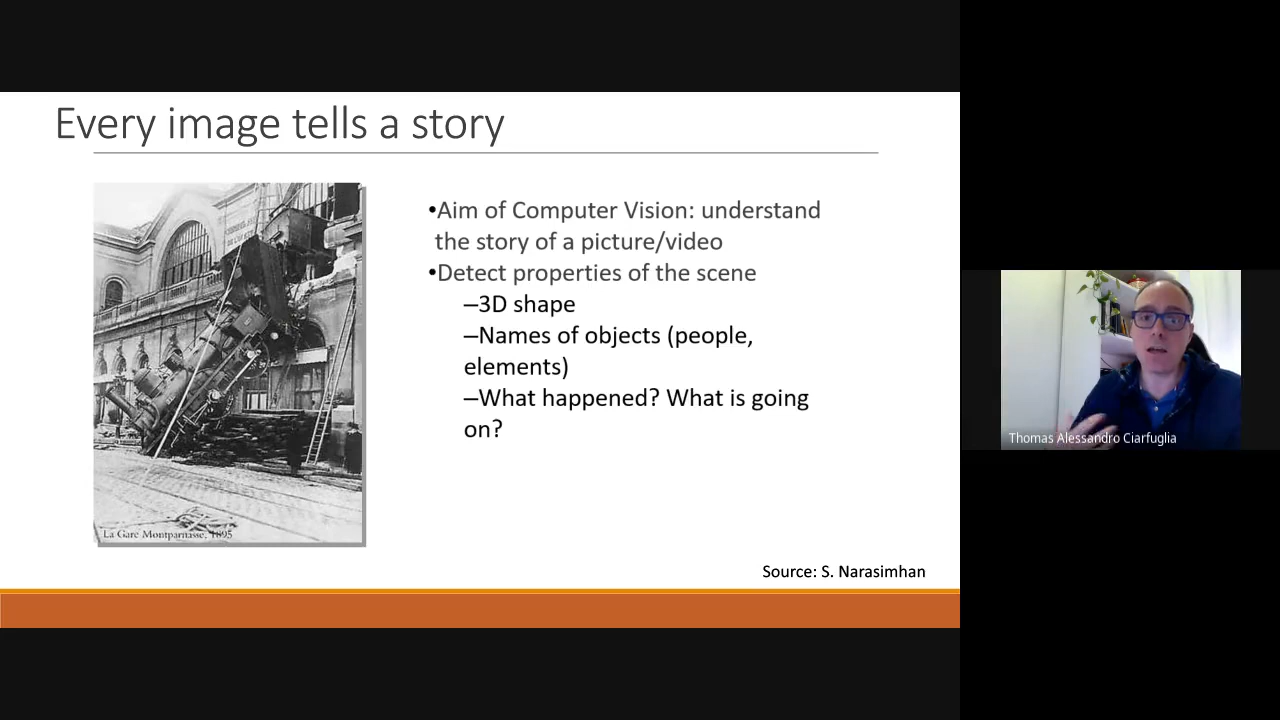 Every image tells a story
•Aim of Computer Vision: understand
the story of a picture/video
•Detect properties of the scene
–3D shape
–Names of objects (people,
elements)
–What happened? What is going
on?
La Gare Montparnasse, 1895
Source: S. Narasimhan
Thomas Alessandro Ciarfuglia